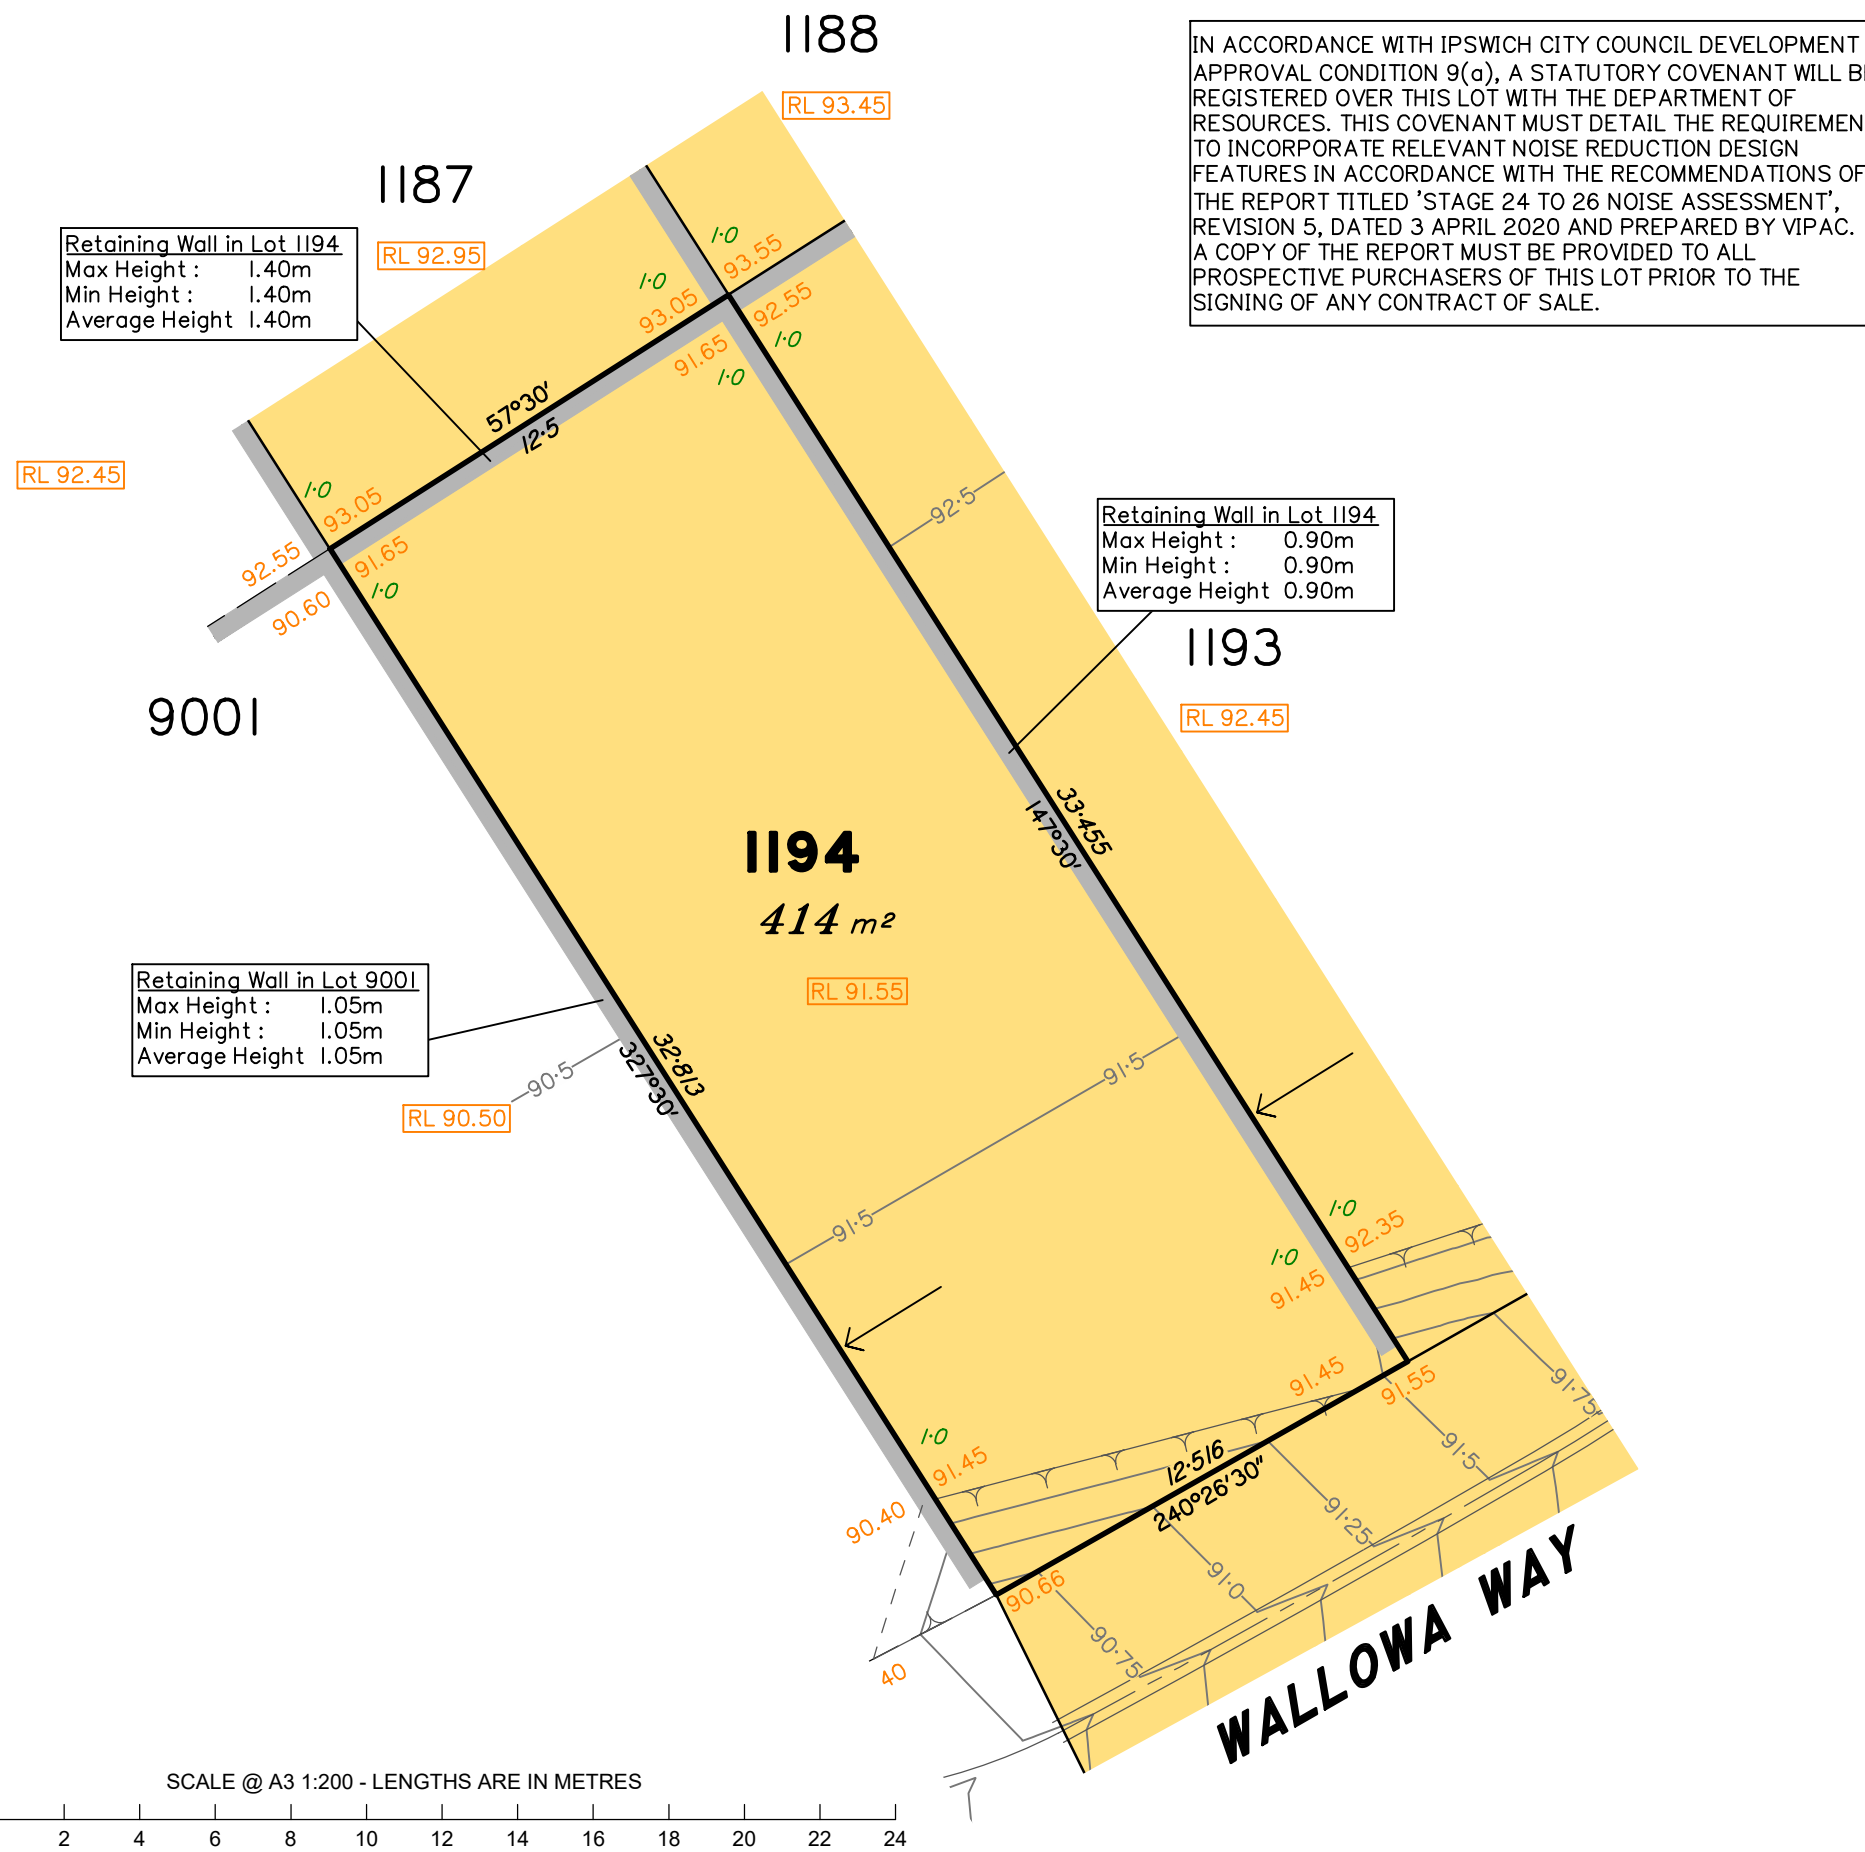 1188
RL 93.45
IN ACCORDANCE WITH IPSWICH CITY COUNCIL DEVELOPMENT
APPROVAL CONDITION 9(a), A STATUTORY COVENANT WILL BE
REGISTERED OVER THIS LOT WITH THE DEPARTMENT OF
RESOURCES. THIS COVENANT MUST DETAIL THE REQUIREMEN
TO INCORPORATE RELEVANT NOISE REDUCTION DESIGN
FEATURES IN ACCORDANCE WITH THE RECOMMENDATIONS OF
THE REPORT TITLED 'STAGE 24 TO 26 NOISE ASSESSMENT',
REVISION 5, DATED 3 APRIL 2020 AND PREPARED BY VIPAC.
A COPY OF THE REPORT MUST BE PROVIDED TO ALL
PROSPECTIVE PURCHASERS OF THIS LOT PRIOR TO THE
SIGNING OF ANY CONTRACT OF SALE.
1187
RL 92.95
Retaining Wall in Lot 1194
Max Height : 1.40m
Min Height : 1.40m
Average Height 1.40m
1·0
93.55
1·0
93.05
92.55
1·0
91.65
1·0
57°30'
12·5
RL 92.45
1·0
93.05
92.55
91.65
1·0
90.60
92·5
Retaining Wall in Lot 1194
Max Height : 0.90m
Min Height : 0.90m
Average Height 0.90m
1193
RL 92.45
9001
33·455
147°30'
1194
414 m²
RL 91.55
Retaining Wall in Lot 9001
Max Height : 1.05m
Min Height : 1.05m
Average Height 1.05m
32·813
327°30'
90·5
RL 90.50
91·5
91·5
1·0
92.35
1·0
91.45
91.45
91.55
91·75
1·0
91.45
90.40
12·516
240°26'30"
91·5
91·25
91·0
90.66
90·75
40
WALLOWA WAY
SCALE @ A3 1:200 - LENGTHS ARE IN METRES
2 4 6 8 10 12 14 16 18 20 22 24